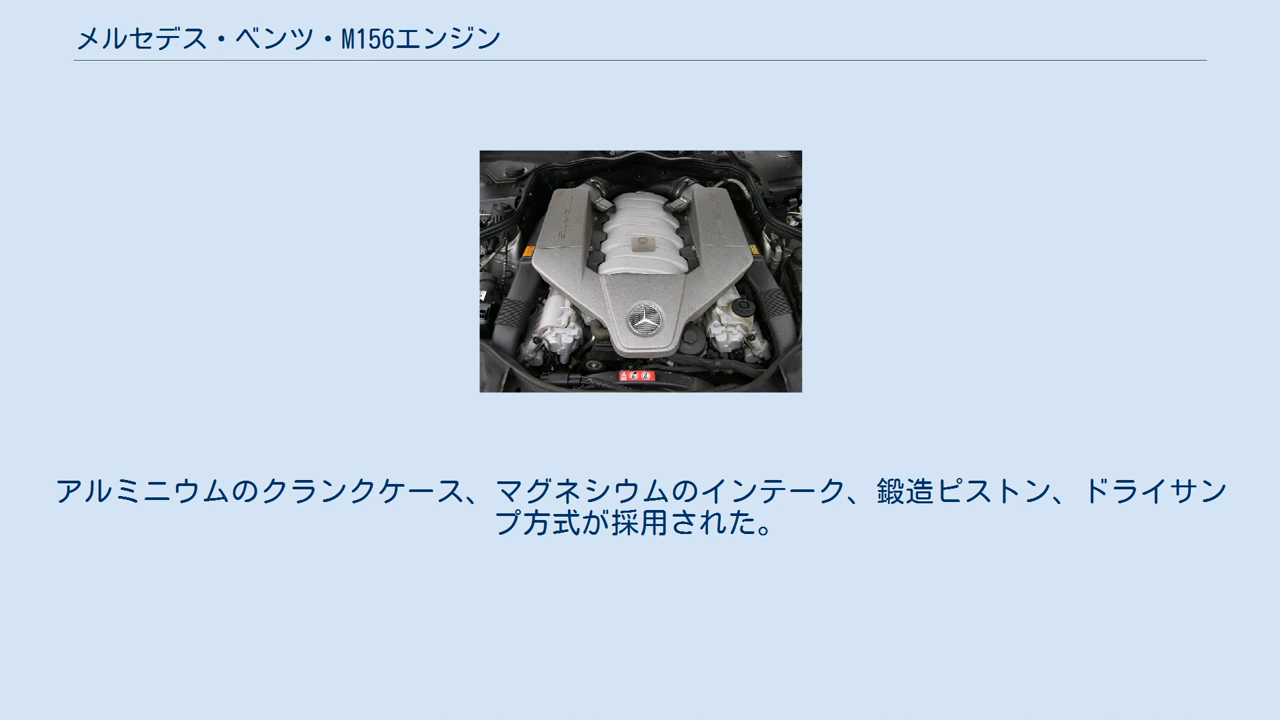 メルセデス・ベンツ・M156エンジン
アルミニウムのクランクケース、マグネシウムのインテーク、鍛造ピストン、ドライサン
プ方式が採用された。